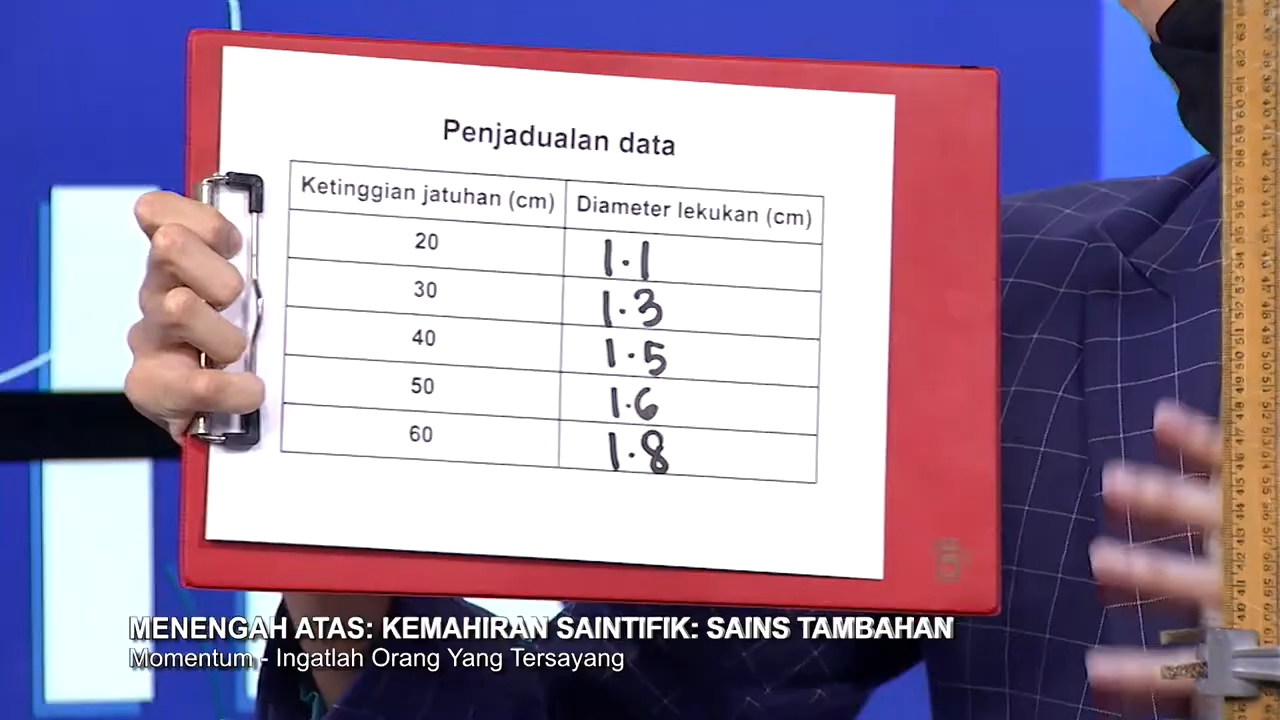 Penjadualan data
Ketinggian jatuhan (cm) Diameter lekukan (cm)
20 1.1
30 1.3
40 1.5
50 1.6
60 1.8
MENENGAH ATAS: KEMAHIRAN SAINTIFIK: SAINS TAMBAHAN
Momentum - Ingatlah Orang Yang Tersayang